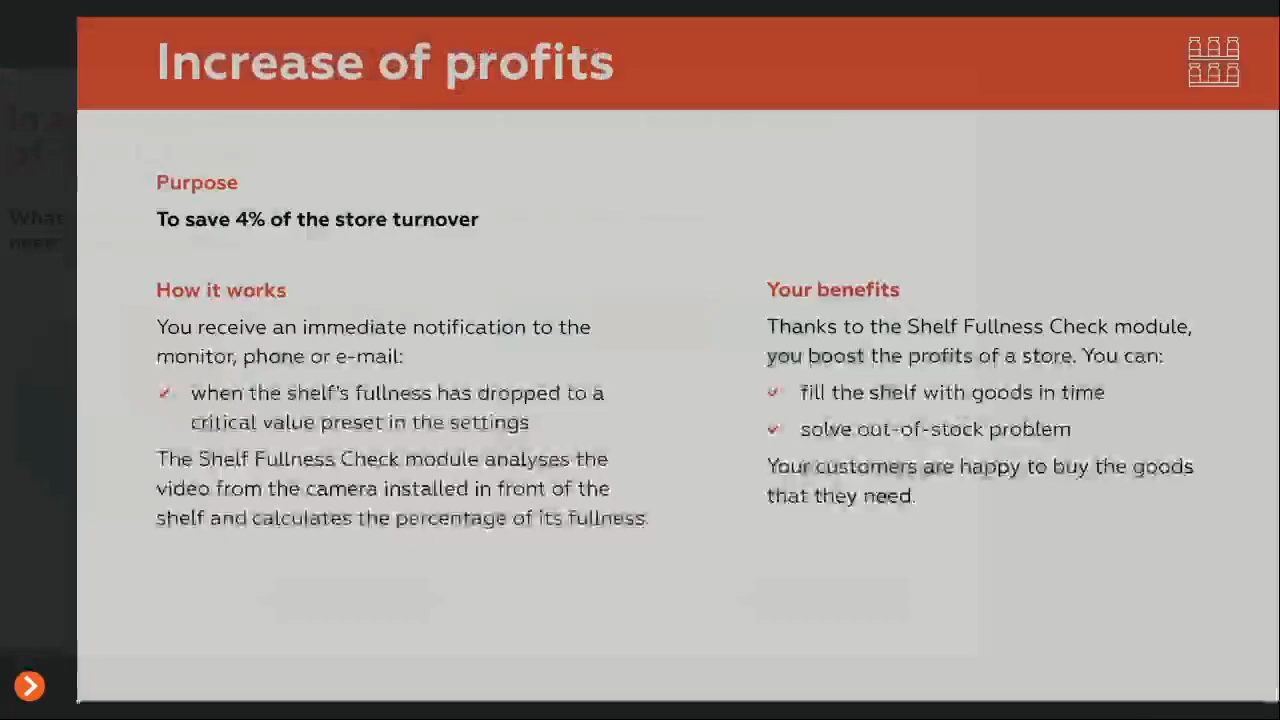 Increase of profits
Purpose
To save 4% of the store turnover
How it works
You receive an immediate notification to the
monitor, phone or e-mail:
when the shelf's fullness has dropped to a
critical value preset in the settings
The Shelf Fullness Check module analyses the
video from the camera installed in front of the
shelf and calculates the percentage of its fullness.
Your benefits
Thanks to the Shelf Fullness Check module,
you boost the profits of a store. You can:
fill the shelf with goods in time
solve out-of-stock problem
Your customers are happy to buy the goods
that they need.
What